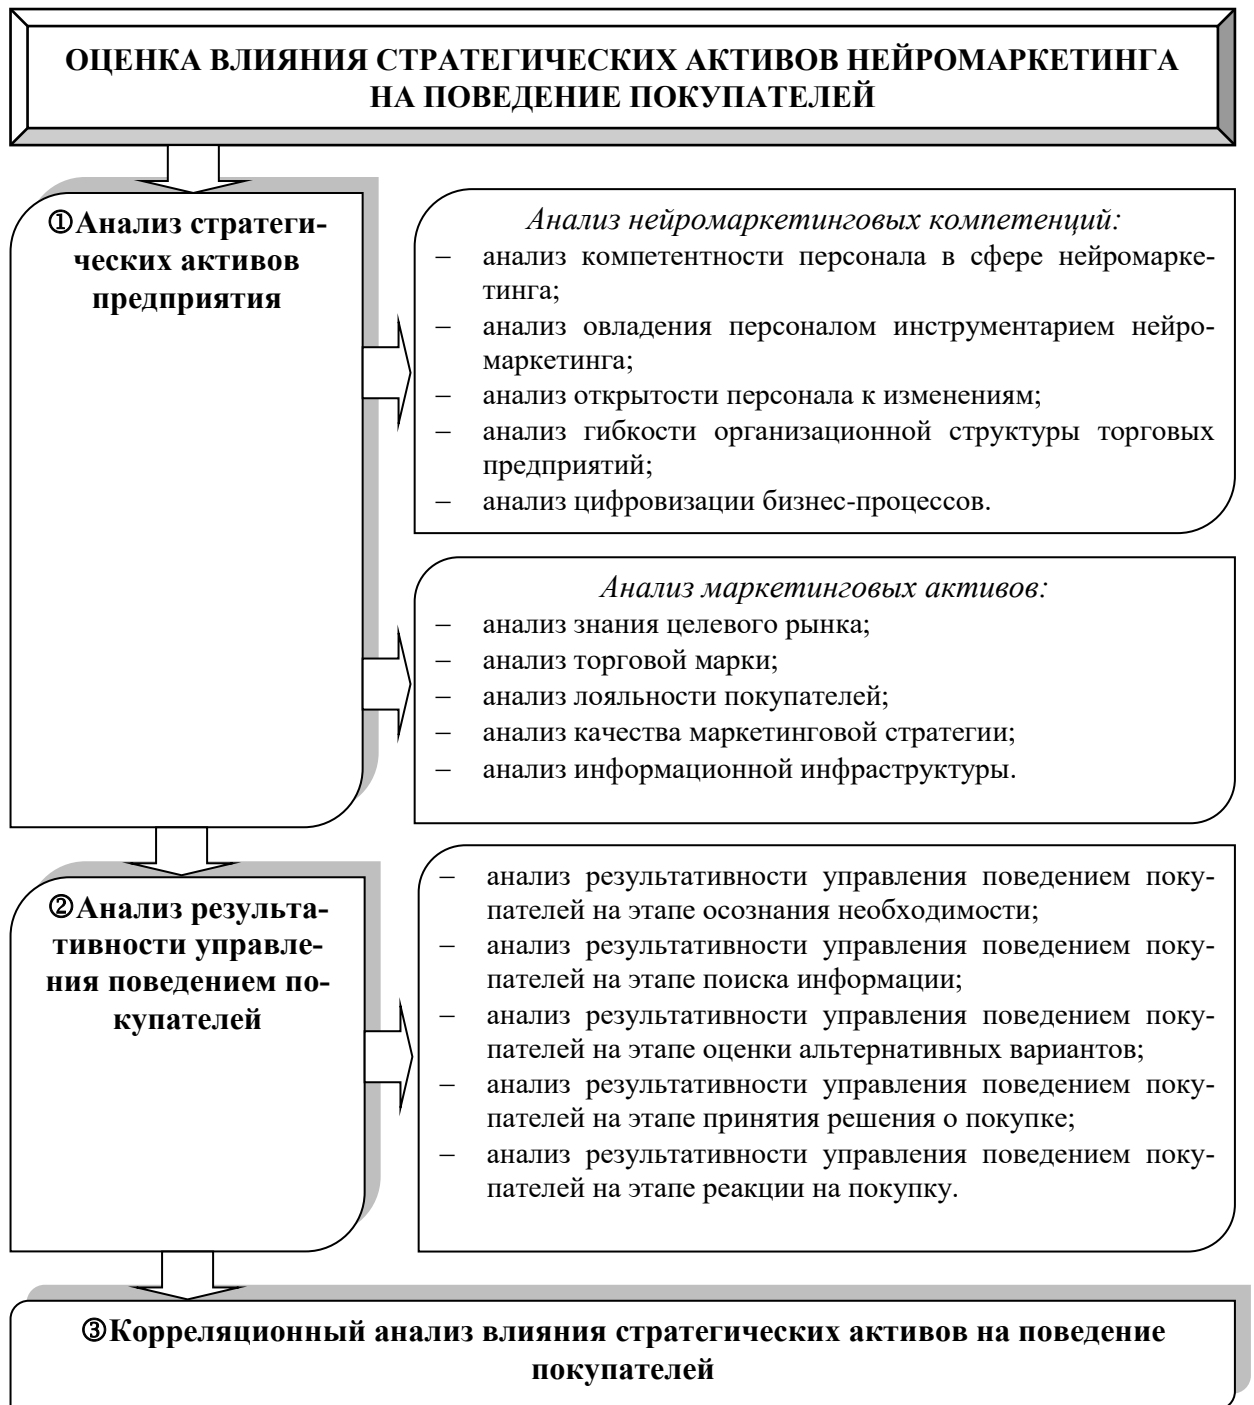 ОЦЕНКА ВЛИЯНИЯ СТРАТЕГИЧЕСКИХ АКТИВОВ НЕЙРОМАРКЕТИНГА
НА ПОВЕДЕНИЕ ПОКУПАТЕЛЕЙ
①Анализ стратеги-
ческих активов
предприятия
Анализ нейромаркетинговых компетенций:
– анализ компетентности персонала в сфере нейромарке-
тинга;
– анализ овладения персоналом инструментарием нейро-
маркетинга;
– анализ открытости персонала к изменениям;
– анализ гибкости организационной структуры торговых
предприятий;
– анализ цифровизации бизнес-процессов.
Анализ маркетинговых активов:
– анализ знания целевого рынка;
– анализ торговой марки;
– анализ лояльности покупателей;
– анализ качества маркетинговой стратегии;
– анализ информационной инфраструктуры.
②Анализ результа-
тивности управле-
ния поведением по-
купателей
– анализ результативности управления поведением поку-
пателей на этапе осознания необходимости;
– анализ результативности управления поведением поку-
пателей на этапе поиска информации;
– анализ результативности управления поведением поку-
пателей на этапе оценки альтернативных вариантов;
– анализ результативности управления поведением поку-
пателей на этапе принятия решения о покупке;
– анализ результативности управления поведением поку-
пателей на этапе реакции на покупку.
③Корреляционный анализ влияния стратегических активов на поведение
покупателей